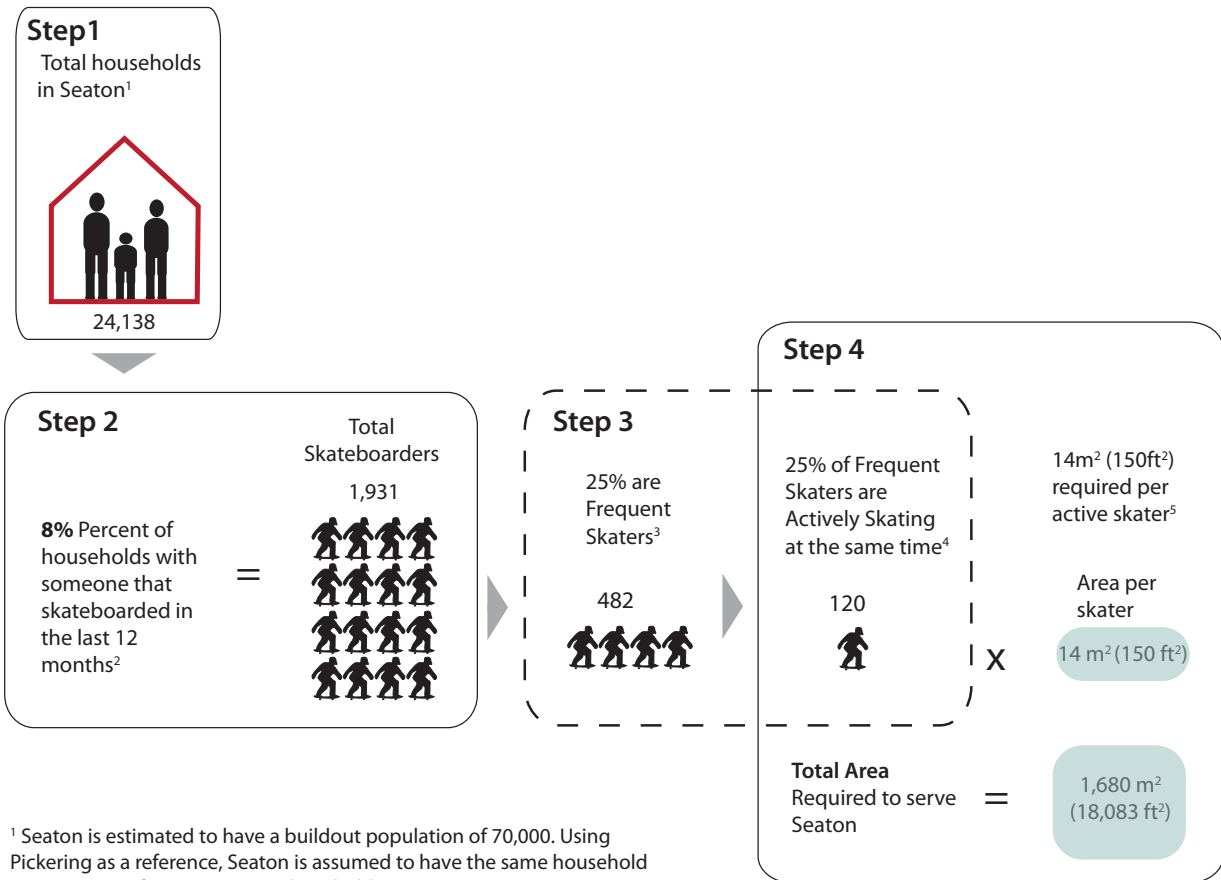 Step1
Total households
in Seaton¹
24,138
Step 2
8% Percent of
households with
someone that
skateboarded in
the last 12
months²
=
Total
Skateboarders
1,931
Step 3
25% are
Frequent
Skaters³
482
Step 4
25% of Frequent
Skaters are
Actively Skating
at the same time⁴
120
x
14m² (150ft²)
required per
active skater⁵
Area per
skater
14 m² (150 ft²)
Total Area
Required to serve
Seaton
=
1,680 m²
(18,083 ft²)
¹ Seaton is estimated to have a buildout population of 70,000. Using
Pickering as a reference, Seaton is assumed to have the same household